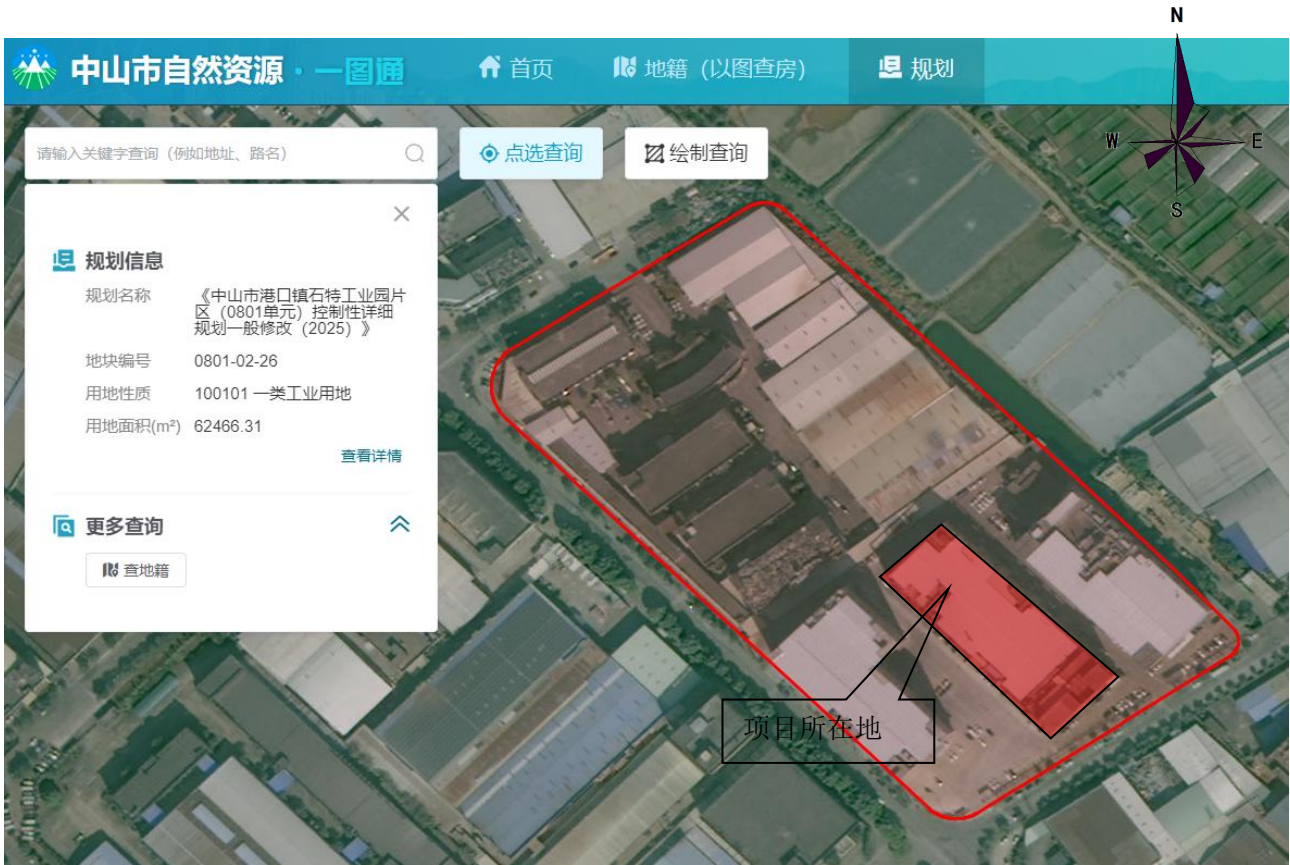 N
中山市自然资源·一图通
首页
地籍（以图查房）
规划
W
E
S
请输入关键字查询（例如地址、路名）
点选查询
绘制查询
规划信息
规划名称
《中山市港口镇石特工业园片
区（0801单元）控制性详细
规划一般修改（2025）》
地块编号 0801-02-26
用地性质 100101 一类工业用地
用地面积(m²) 62466.31
查看详情
更多查询
查地籍
项目所在地